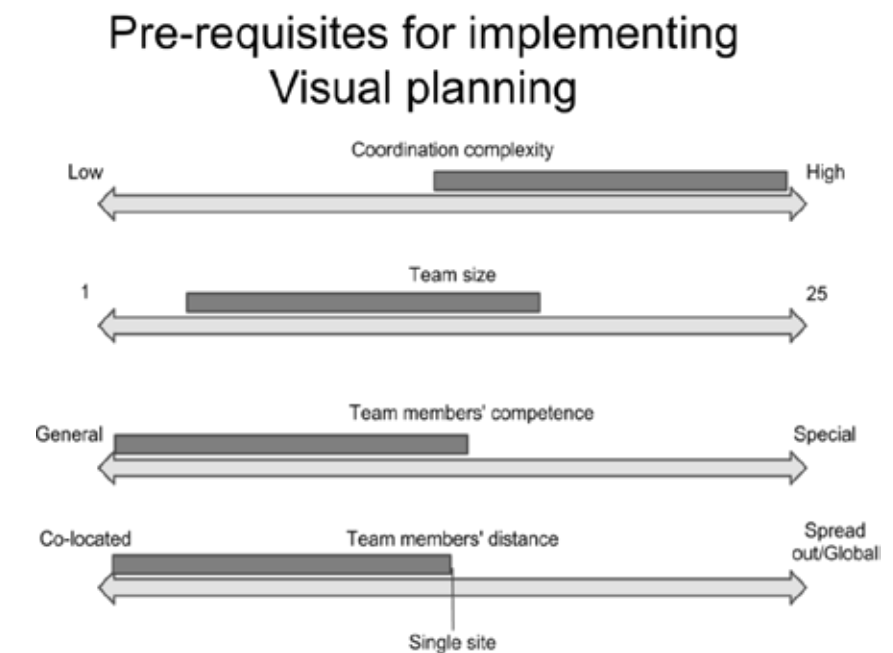 Pre-requisites for implementing
Visual planning
Coordination complexity
Low
High
Team size
1
25
Team members' competence
General
Special
Co-located
Team members' distance
Spread
out/Globall
Single site